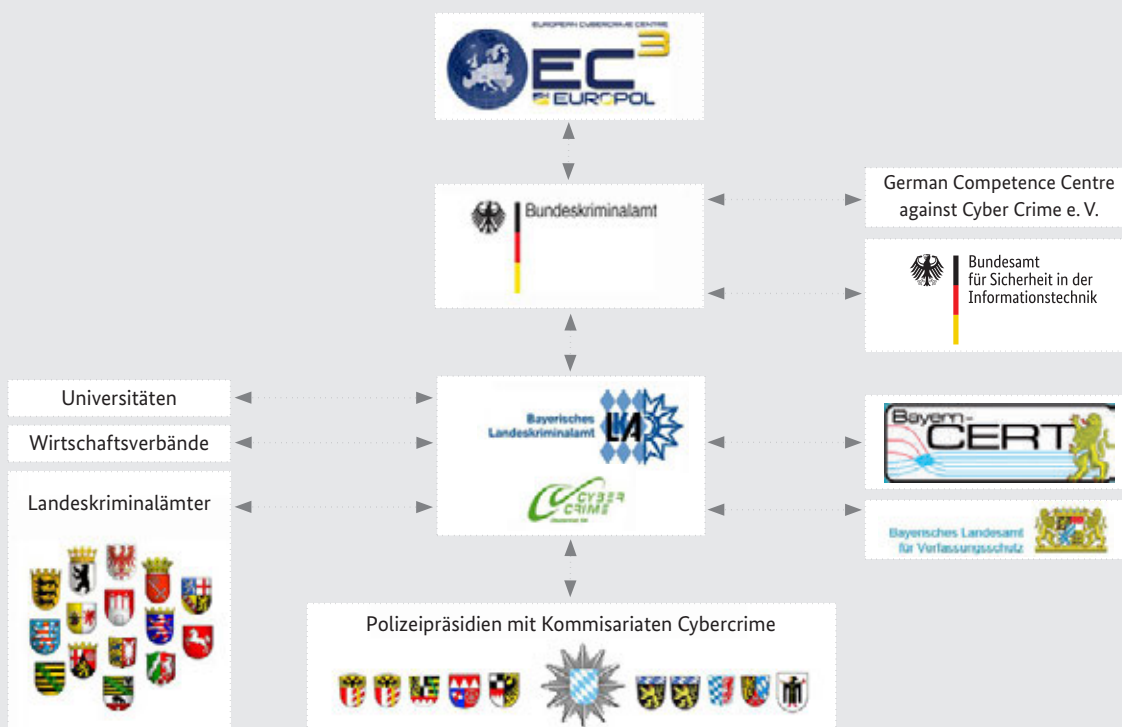 EUROPEAN CYBERCRIME CENTRE
EC3
EUROPOL
Bundeskriminalamt
German Competence Centre
against Cyber Crime e. V.
Bundesamt
für Sicherheit in der
Informationstechnik
Universitäten
Wirtschaftsverbände
Landeskriminalämter
Bayerisches
Landeskriminalamt
LKA
CYBER
CRIME
Bayern-
CERT
Bayerisches Landesamt
für Verfassungsschutz
Polizeipräsidien mit Kommisariaten Cybercrime